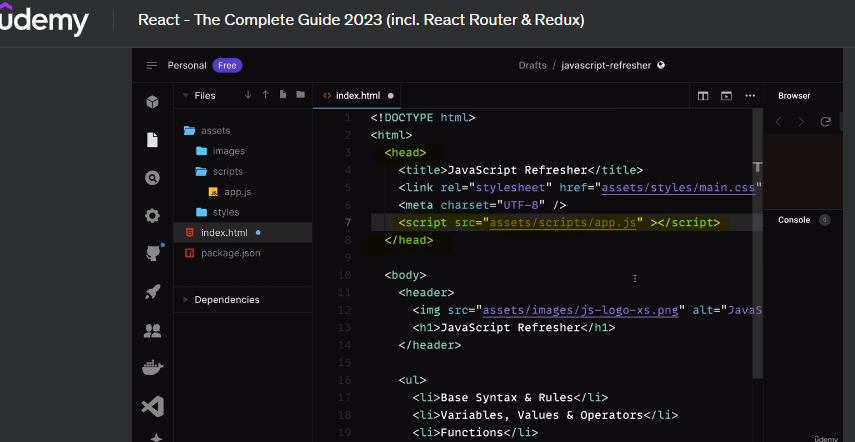 ûdemy
React - The Complete Guide 2023 (incl. React Router & Redux)
Personal Free
Drafts / javascript-refresher
Files
index.html
Browser
assets
images
scripts
app.js
styles
index.html
package.json
Dependencies
1 <!DOCTYPE html>
2 <html>
3 <head>
4 <title>JavaScript Refresher</title>
5 <link rel="stylesheet" href="assets/styles/main.css"
6 <meta charset="UTF-8" />
7 <script src="assets/scripts/app.js" ></script>
8 </head>
9
10 <body>
11 <header>
12 <img src="assets/images/js-logo-xs.png" alt="JavaS
13 <h1>JavaScript Refresher</h1>
14 </header>
15
16 <ul>
17 <li>Base Syntax & Rules</li>
18 <li>Variables, Values & Operators</li>
19 <li>Functions</li>
Console 0
ûdemy